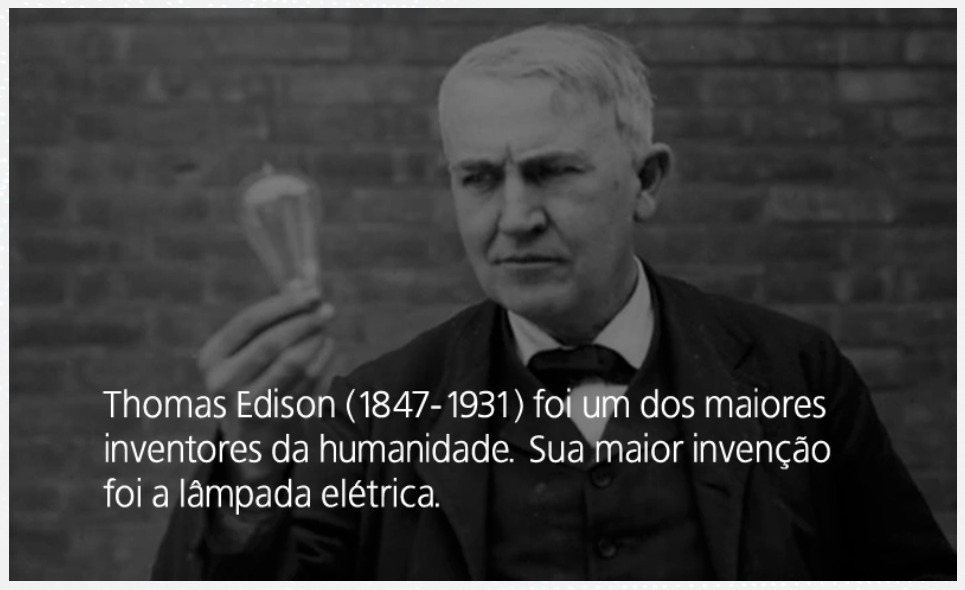 Thomas Edison (1847-1931) foi um dos maiores
inventores da humanidade. Sua maior invenção
foi a lâmpada elétrica.